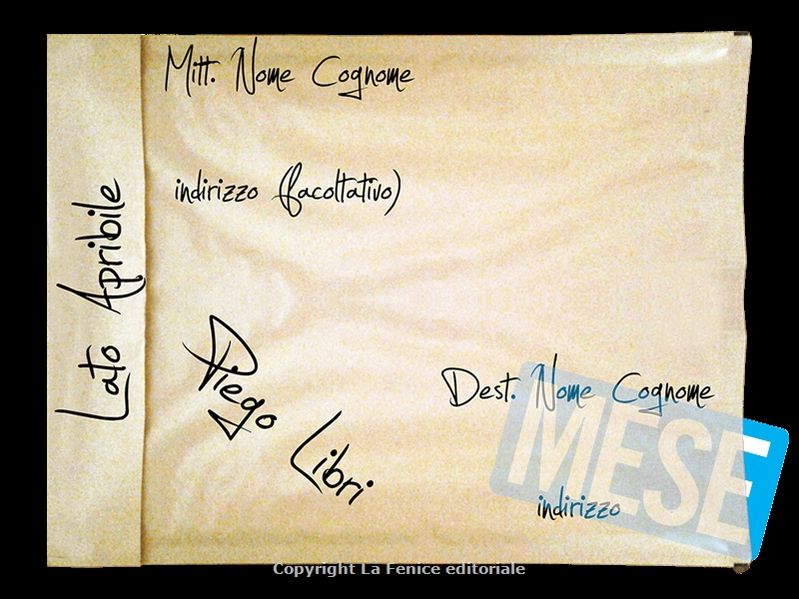 Mitt. Nome Cognome
indirizzo (facoltativo)
Lato Apribile
Piego Libri
Dest. Nome Cognome
MESE
indirizzo
Copyright La Fenice editoriale